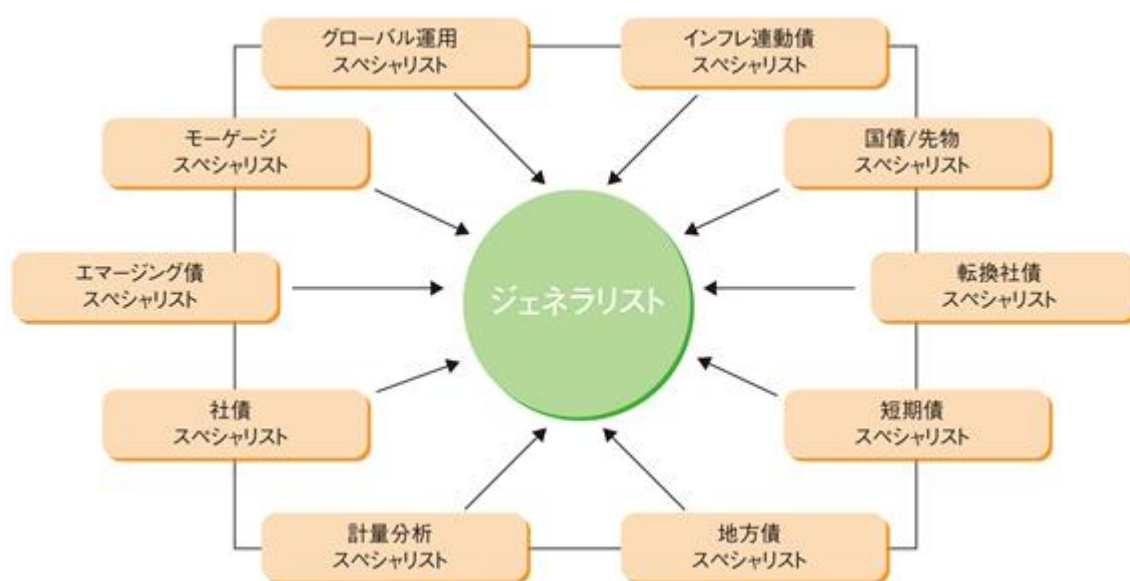 グローバル運用
スペシャリスト
インフレ連動債
スペシャリスト
モーゲージ
スペシャリスト
国債/先物
スペシャリスト
エマージング債
スペシャリスト
ジェネラリスト
転換社債
スペシャリスト
社債
スペシャリスト
短期債
スペシャリスト
計量分析
スペシャリスト
地方債
スペシャリスト